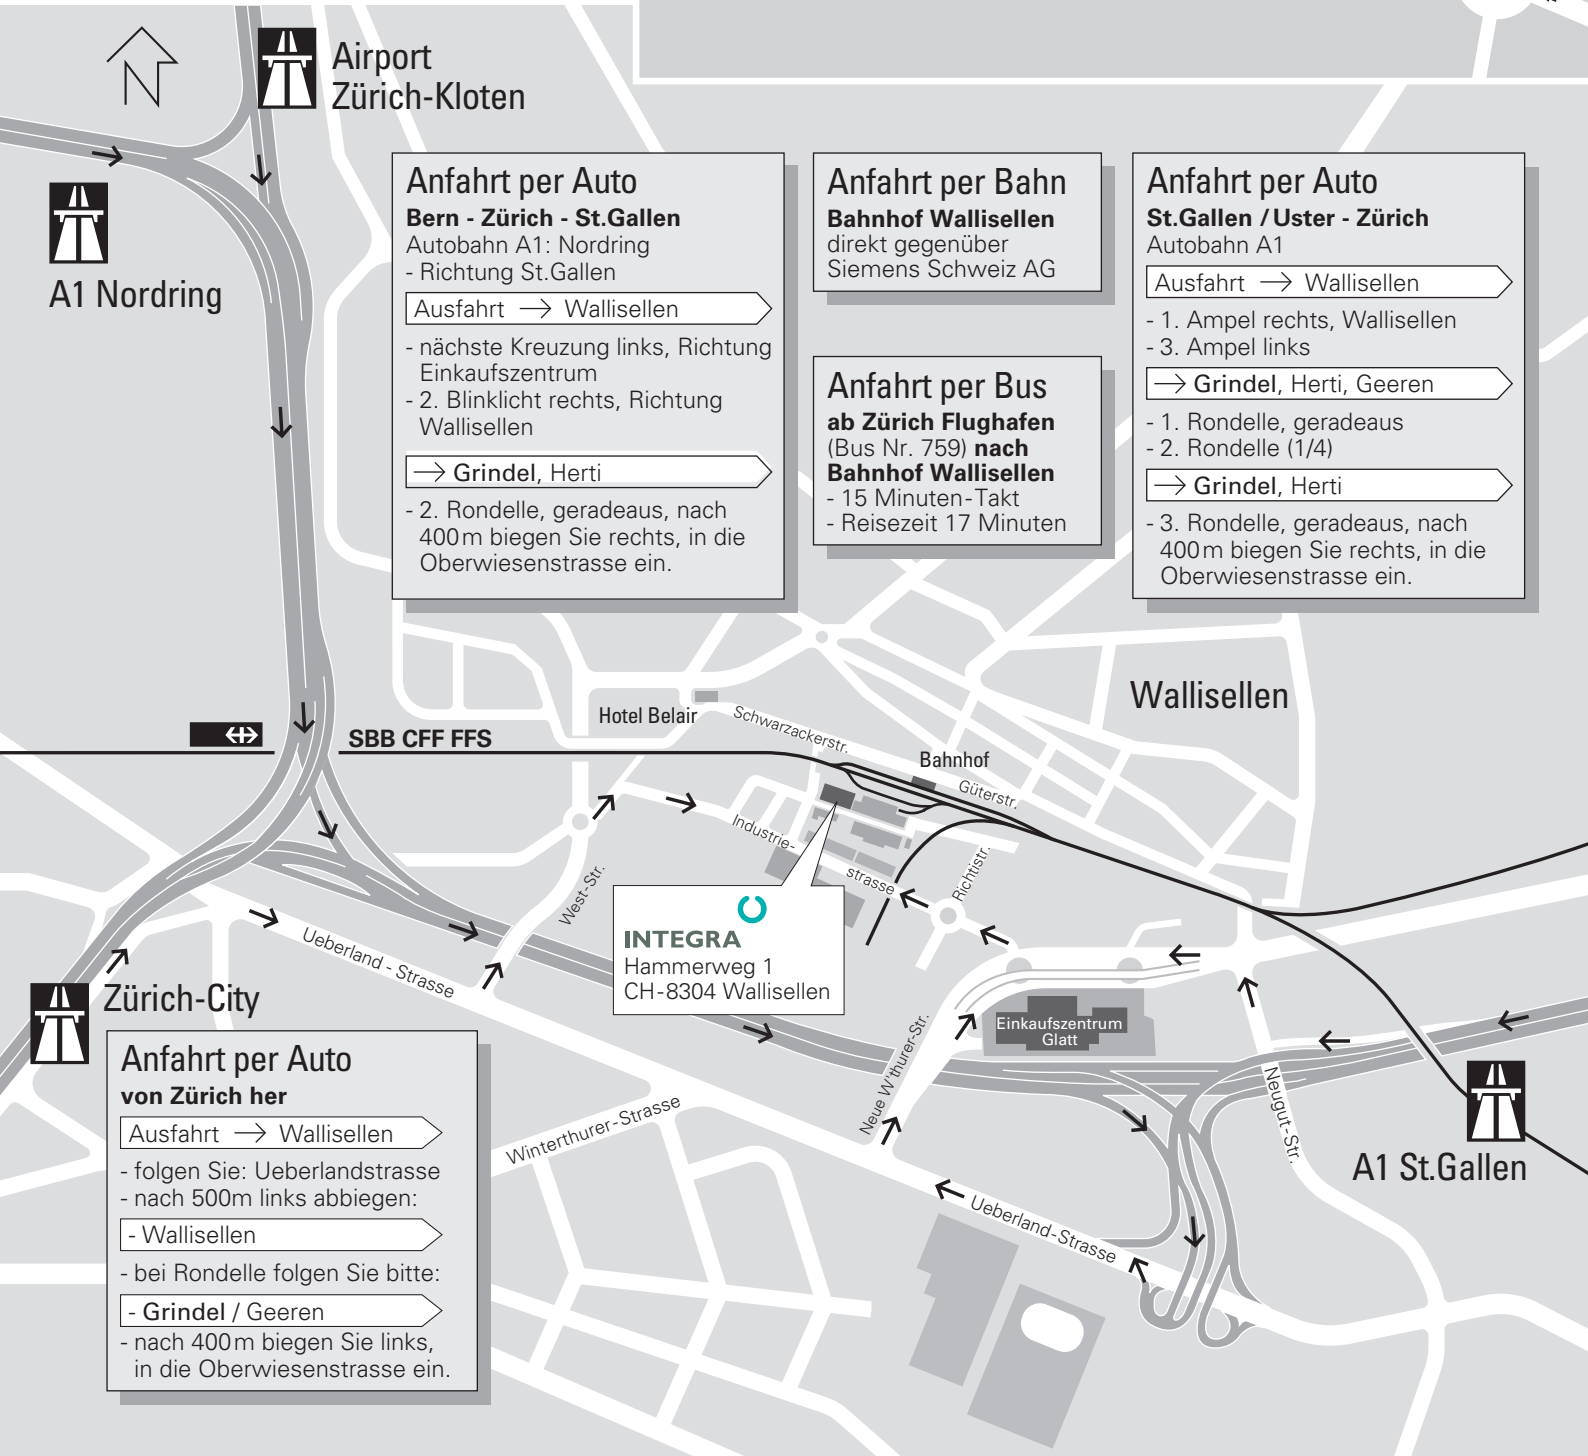 Airport
Zürich-Kloten
N
A1 Nordring
Anfahrt per Auto
Bern - Zürich - St.Gallen
Autobahn A1: Nordring
- Richtung St.Gallen
Ausfahrt → Wallisellen
- nächste Kreuzung links, Richtung
Einkaufszentrum
- 2. Blinklicht rechts, Richtung
Wallisellen
→ Grindel, Herti
- 2. Rondelle, geradeaus, nach
400m biegen Sie rechts, in die
Oberwiesenstrasse ein.
Anfahrt per Bahn
Bahnhof Wallisellen
direkt gegenüber
Siemens Schweiz AG
Anfahrt per Bus
ab Zürich Flughafen
(Bus Nr. 759) nach
Bahnhof Wallisellen
- 15 Minuten-Takt
- Reisezeit 17 Minuten
Anfahrt per Auto
St.Gallen / Uster - Zürich
Autobahn A1
Ausfahrt → Wallisellen
- 1. Ampel rechts, Wallisellen
- 3. Ampel links
→ Grindel, Herti, Geeren
- 1. Rondelle, geradeaus
- 2. Rondelle (1/4)
→ Grindel, Herti
- 3. Rondelle, geradeaus, nach
400m biegen Sie rechts, in die
Oberwiesenstrasse ein.
Wallisellen
Hotel Belair
Schwarzackerstr.
SBB CFF FFS
Bahnhof
Güterstr.
Industrie-
strasse
Richtistr.
West-Str.
Ueberland - Strasse
INTEGRA
Hammerweg 1
CH-8304 Wallisellen
Zürich-City
Einkaufszentrum
Glatt
Neue W'thurer-Str.
Neugut-Str.
Winterthurer-Strasse
A1 St.Gallen
Ueberland-Strasse
Anfahrt per Auto
von Zürich her
Ausfahrt → Wallisellen
- folgen Sie: Ueberlandstrasse
- nach 500m links abbiegen:
- Wallisellen
- bei Rondelle folgen Sie bitte:
- Grindel / Geeren
- nach 400m biegen Sie links,
in die Oberwiesenstrasse ein.